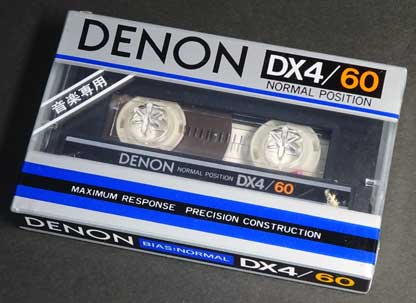 DENON DX4/60
NORMAL POSITION
音楽専用
DENON NORMAL POSITION DX4/60
MAXIMUM RESPONSE PRECISION CONSTRUCTION
DENON BIAS:NORMAL DX4/60